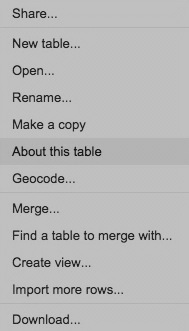 Share...
New table...
Open...
Rename...
Make a copy
About this table
Geocode...
Merge...
Find a table to merge with...
Create view...
Import more rows...
Download...